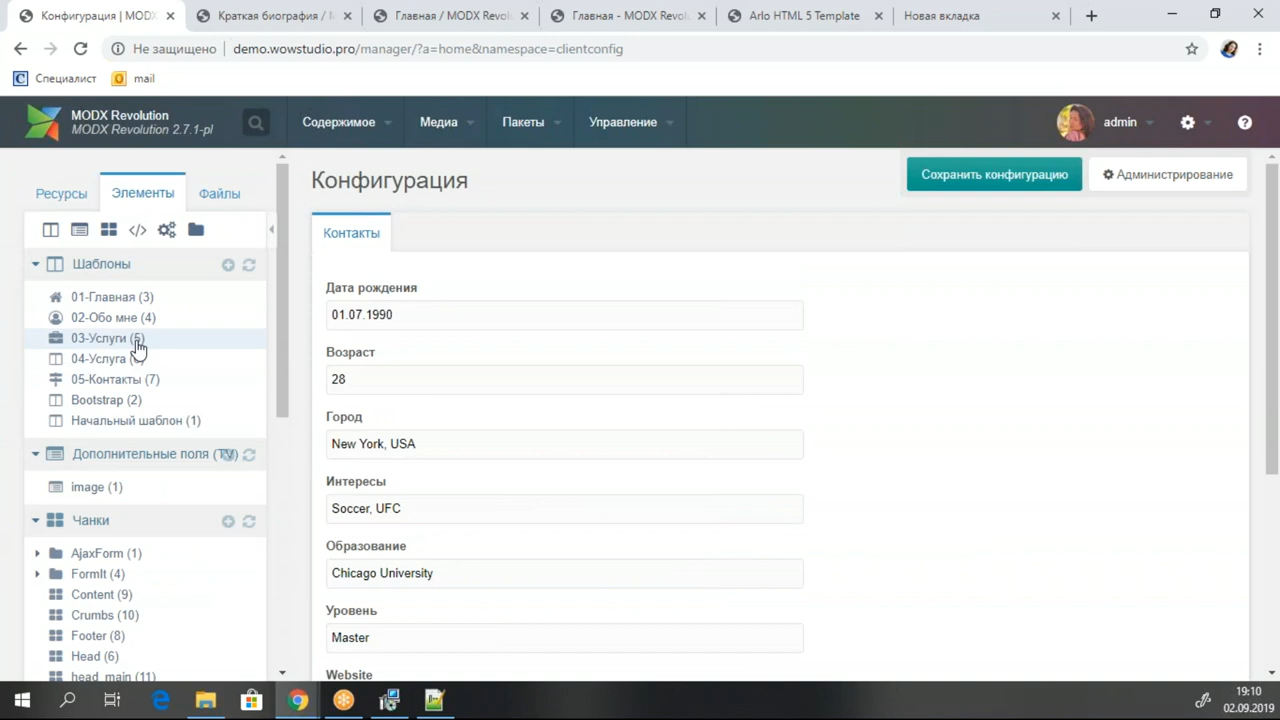 Конфигурация | MODX
Краткая биография / M
Главная / MODX Revol
Главная - MODX Revol
Arlo HTML 5 Template
Новая вкладка
Не защищено
demo.wowstudio.pro/manager/?a=home&namespace=clientconfig
Специалист
mail
MODX Revolution
MODX Revolution 2.7.1-pl
Содержимое
Медиа
Пакеты
Управление
admin
Ресурсы
Элементы
Файлы
Конфигурация
Сохранить конфигурацию
Администрирование
Контакты
Шаблоны
01-Главная (3)
02-Обо мне (4)
03-Услуги (5)
04-Услуга
05-Контакты (7)
Bootstrap (2)
Начальный шаблон (1)
Дополнительные поля (TV)
image (1)
Чанки
AjaxForm (1)
FormIt (4)
Content (9)
Crumbs (10)
Footer (8)
Head (6)
head_main (11)
Дата рождения
01.07.1990
Возраст
28
Город
New York, USA
Интересы
Soccer, UFC
Образование
Chicago University
Уровень
Master
Website
19:10
02.09.2019